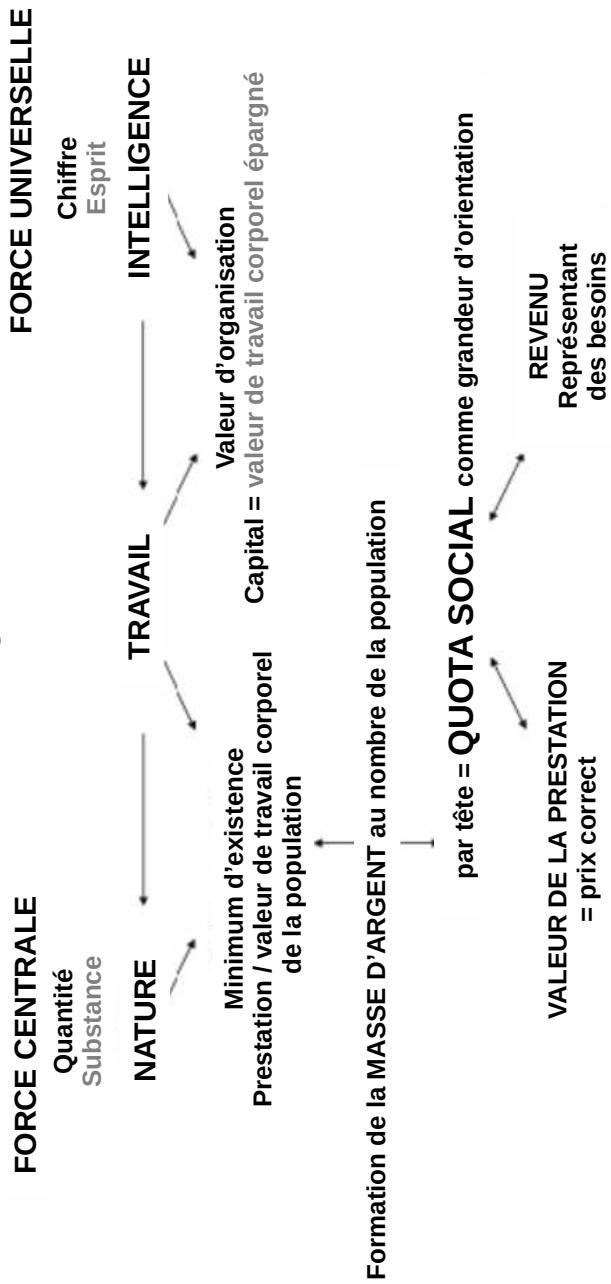 FORCE CENTRALE
FORCE UNIVERSELLE
Quantité
Substance
Chiffre
Esprit
NATURE
TRAVAIL
INTELLIGENCE
Minimum d’existence
Prestation / valeur de travail corporel
de la population
Valeur d’organisation
Capital = valeur de travail corporel épargné
Formation de la MASSE D’ARGENT au nombre de la population
par tête = QUOTA SOCIAL comme grandeur d’orientation
VALEUR DE LA PRESTATION
= prix correct
REVENU
Représentant
des besoins